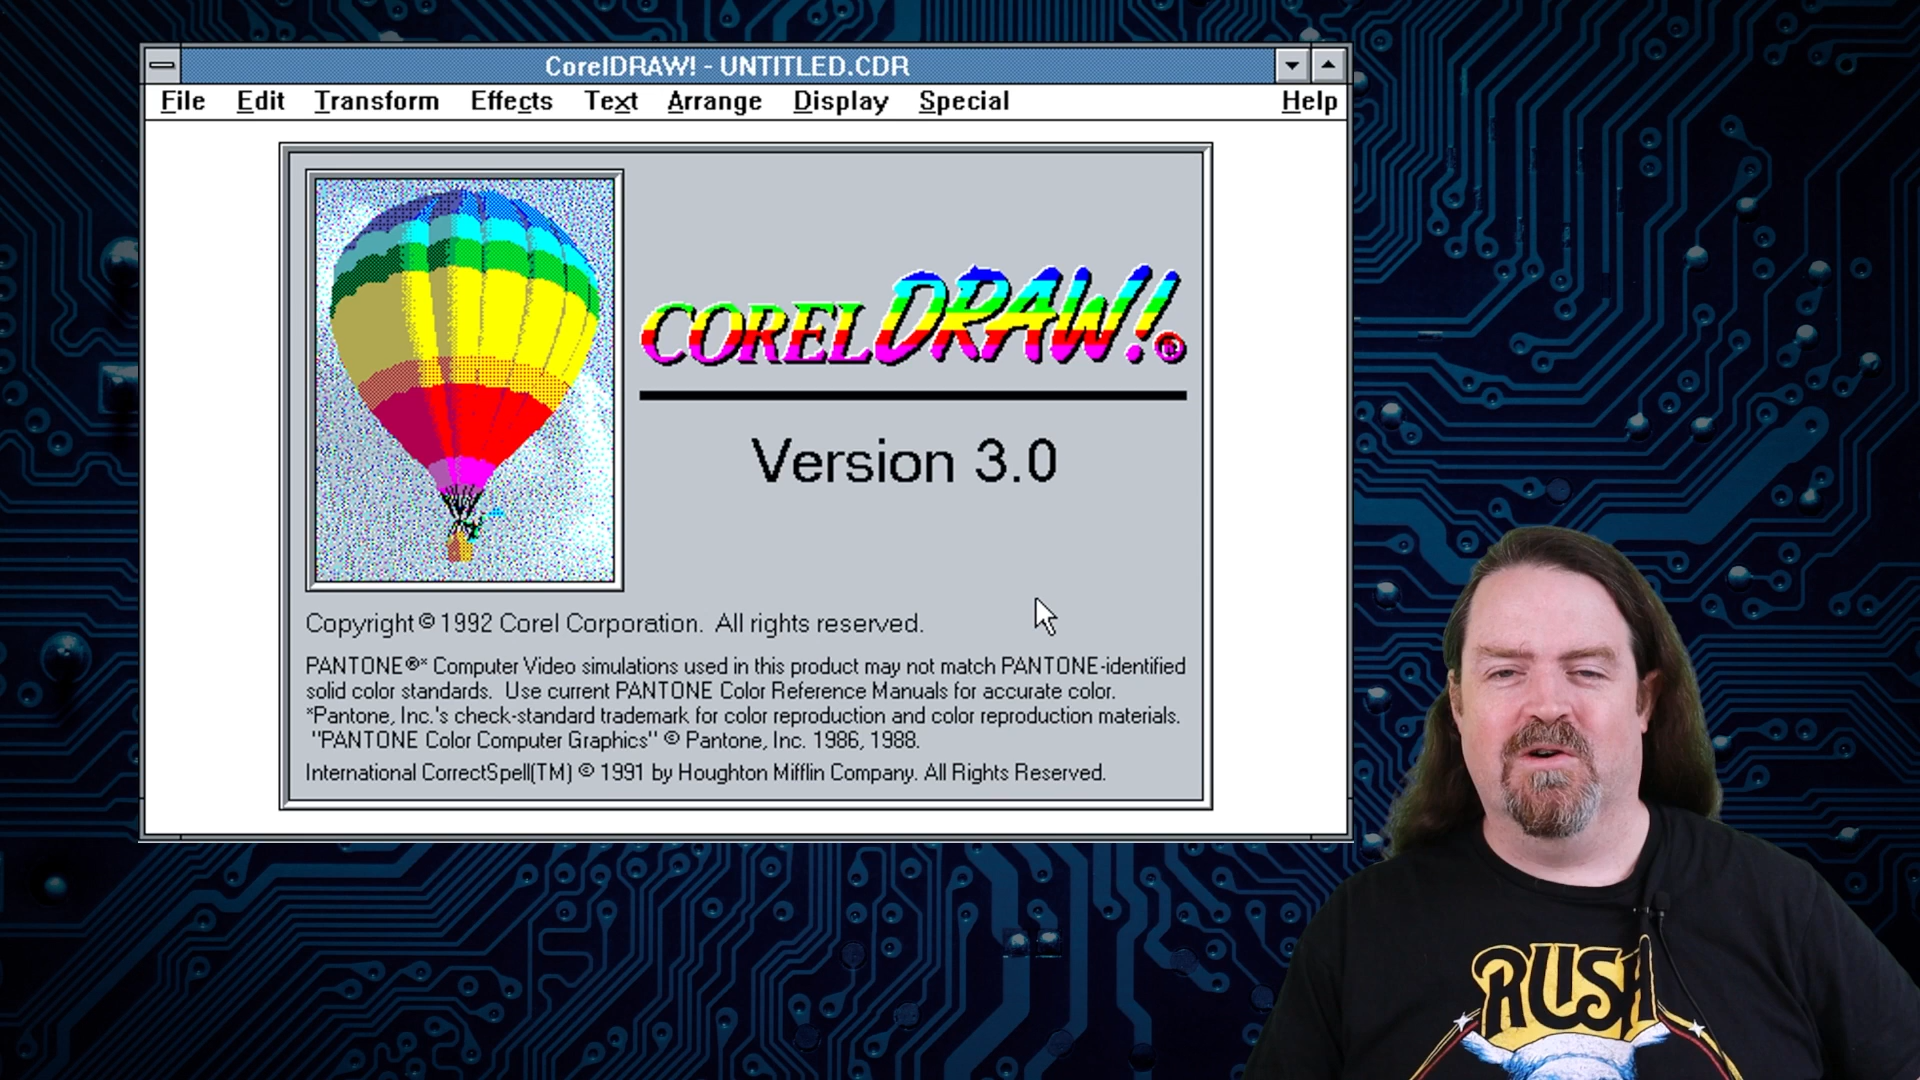 CorelDRAW! - UNTITLED.CDR
File Edit Transform Effects Text Arrange Display Special Help
COREL DRAW!®
Version 3.0
Copyright © 1992 Corel Corporation. All rights reserved.
PANTONE®* Computer Video simulations used in this product may not match PANTONE-identified
solid color standards. Use current PANTONE Color Reference Manuals for accurate color.
*Pantone, Inc.'s check-standard trademark for color reproduction and color reproduction materials.
"PANTONE Color Computer Graphics" © Pantone, Inc. 1986, 1988.
International CorrectSpell(TM) © 1991 by Houghton Mifflin Company. All Rights Reserved.
RUSH